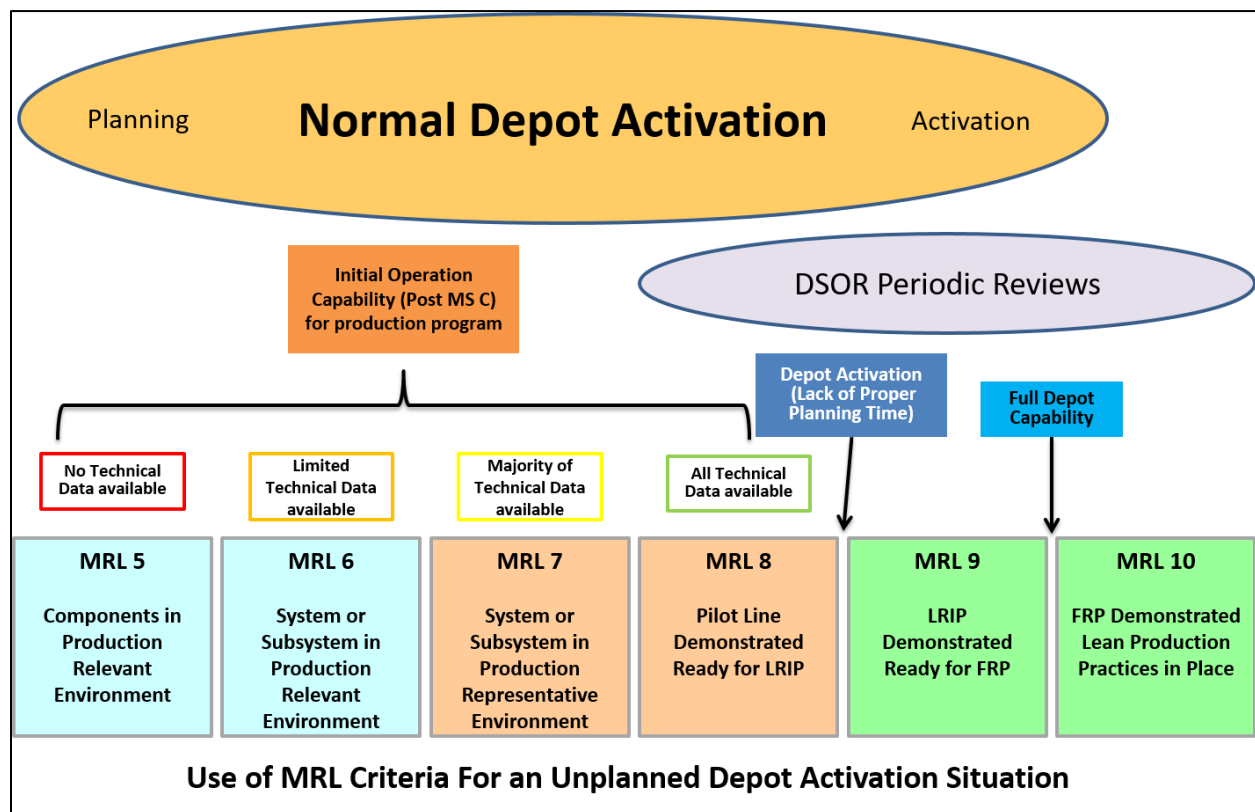 Planning
Normal Depot Activation
Activation
Initial Operation
Capability (Post MS C)
for production program
DSOR Periodic Reviews
Depot Activation
(Lack of Proper
Planning Time)
Full Depot
Capability
No Technical
Data available
Limited
Technical Data
available
Majority of
Technical Data
available
All Technical
Data available
MRL 5
Components in
Production
Relevant
Environment
MRL 6
System or
Subsystem in
Production
Relevant
Environment
MRL 7
System or
Subsystem in
Production
Representative
Environment
MRL 8
Pilot Line
Demonstrated
Ready for LRIP
MRL 9
LRIP
Demonstrated
Ready for FRP
MRL 10
FRP Demonstrated
Lean Production
Practices in Place
Use of MRL Criteria For an Unplanned Depot Activation Situation